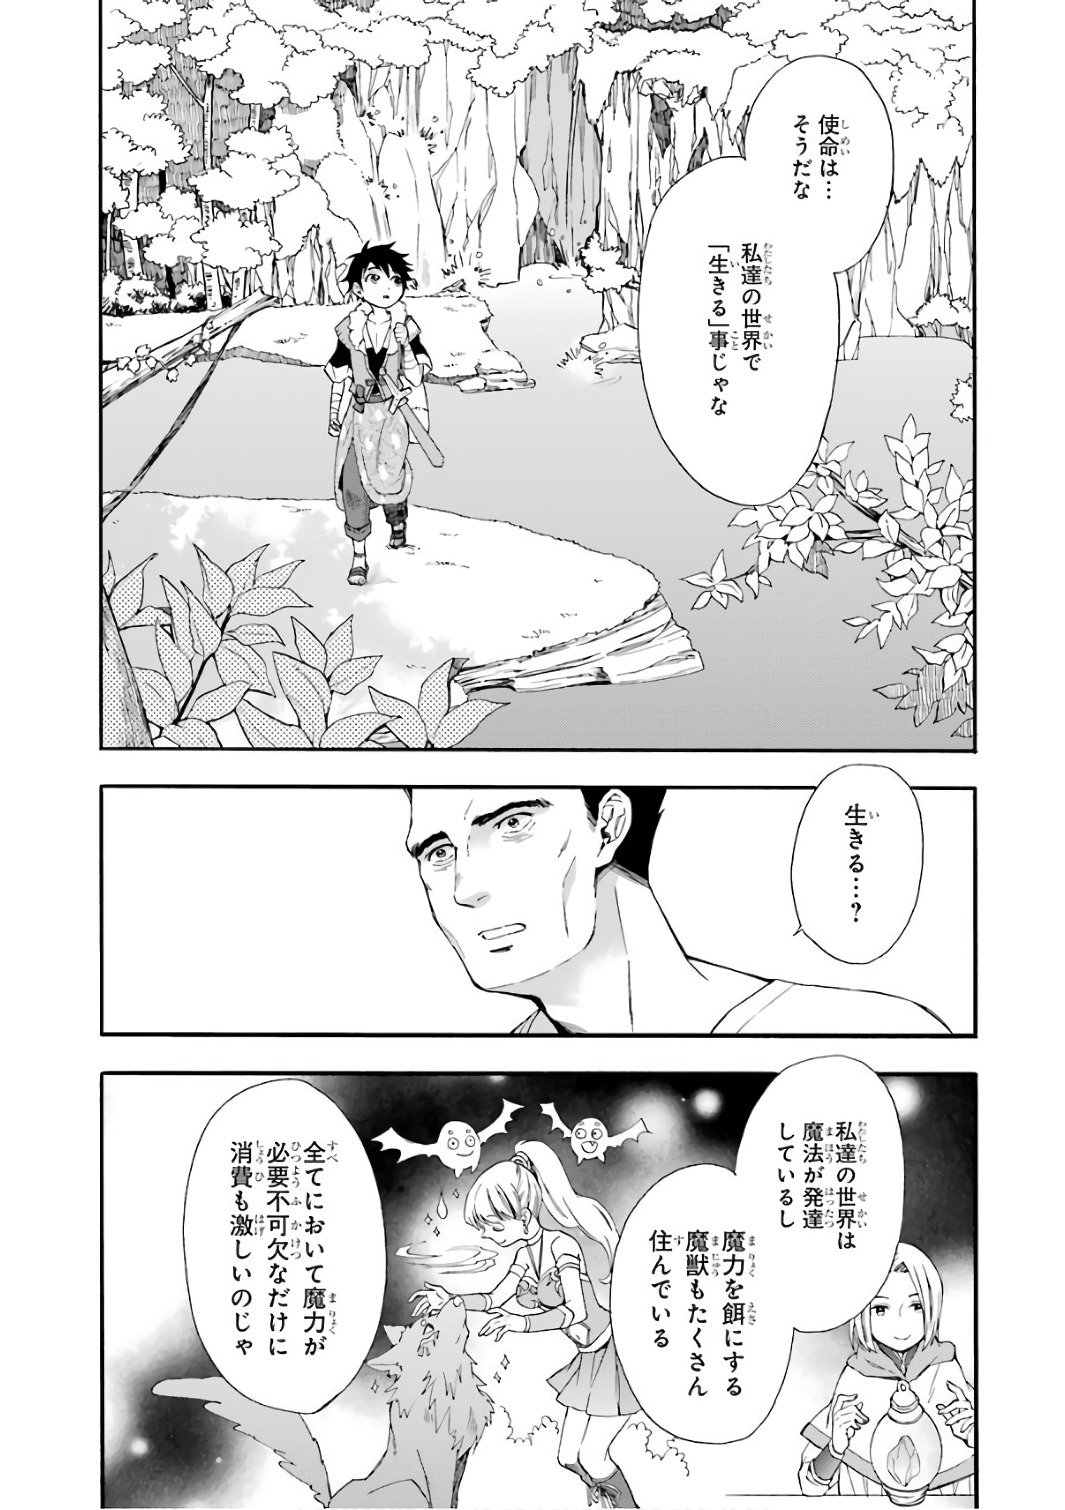 使命は…
そうだな
私達の世界で
「生きる」事じゃな
生きる…?
私達の世界は
魔法が発達
しているし
魔力を餌にする
魔獣もたくさん
住んでいる
全てにおいて魔力が
必要不可欠なだけに
消費も激しいのじゃ